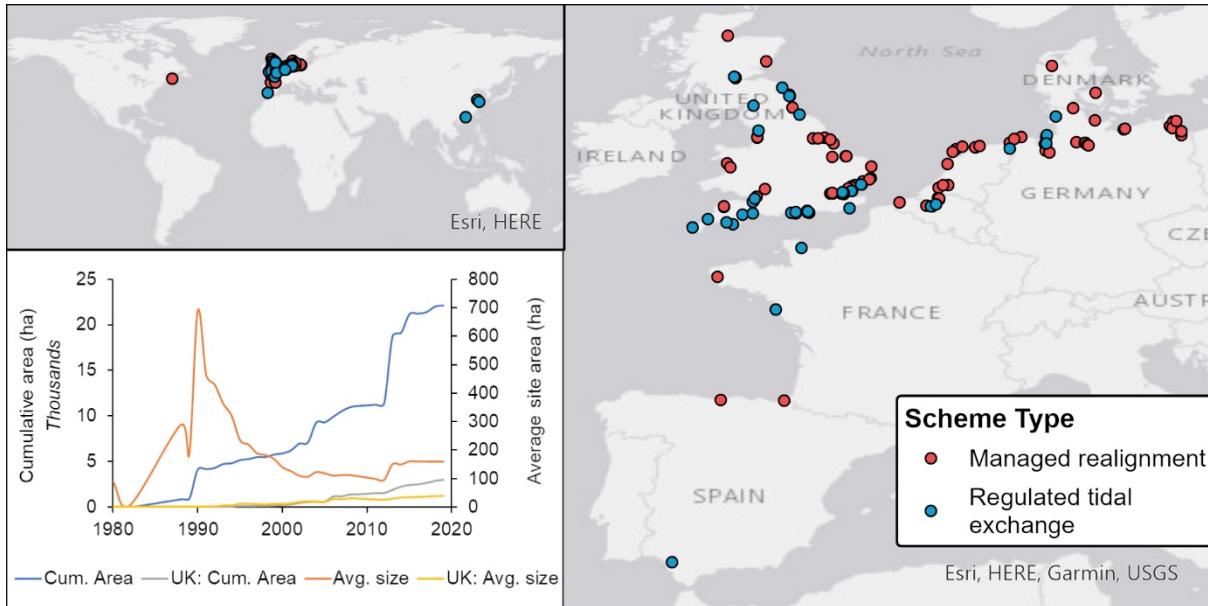 Esri, HERE
25
20
15
10
5
0
Cumulative area (ha)
Thousands
800
700
600
500
400
300
200
100
0
Average site area (ha)
1980
1990
2000
2010
2020
Cum. Area
UK: Cum. Area
Avg. size
UK: Avg. size
North Sea
DENMARK
UNITED
KINGDOM
IRELAND
GERMANY
CZE
FRANCE
AUSTR
SPAIN
Scheme Type
Managed realignment
Regulated tidal
exchange
Esri, HERE, Garmin, USGS